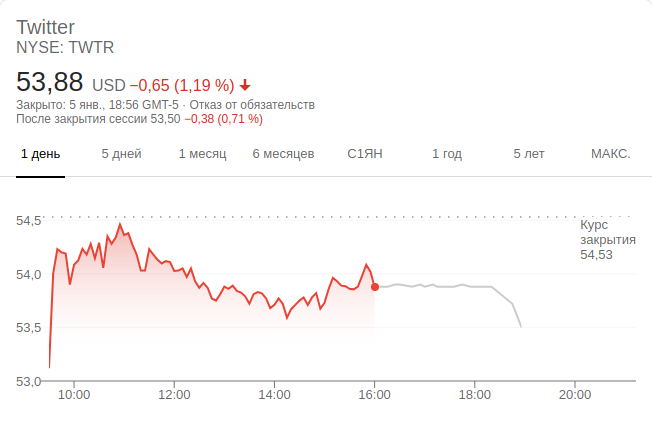 Twitter
NYSE: TWTR
53,88 USD −0,65 (1,19 %)
Закрыто: 5 янв., 18:56 GMT-5 · Отказ от обязательств
После закрытия сессии 53,50 −0,38 (0,71 %)
1 день 5 дней 1 месяц 6 месяцев С1ЯН 1 год 5 лет МАКС.
54,5
Курс
закрытия
54,53
54,0
53,5
53,0
10:00 12:00 14:00 16:00 18:00 20:00